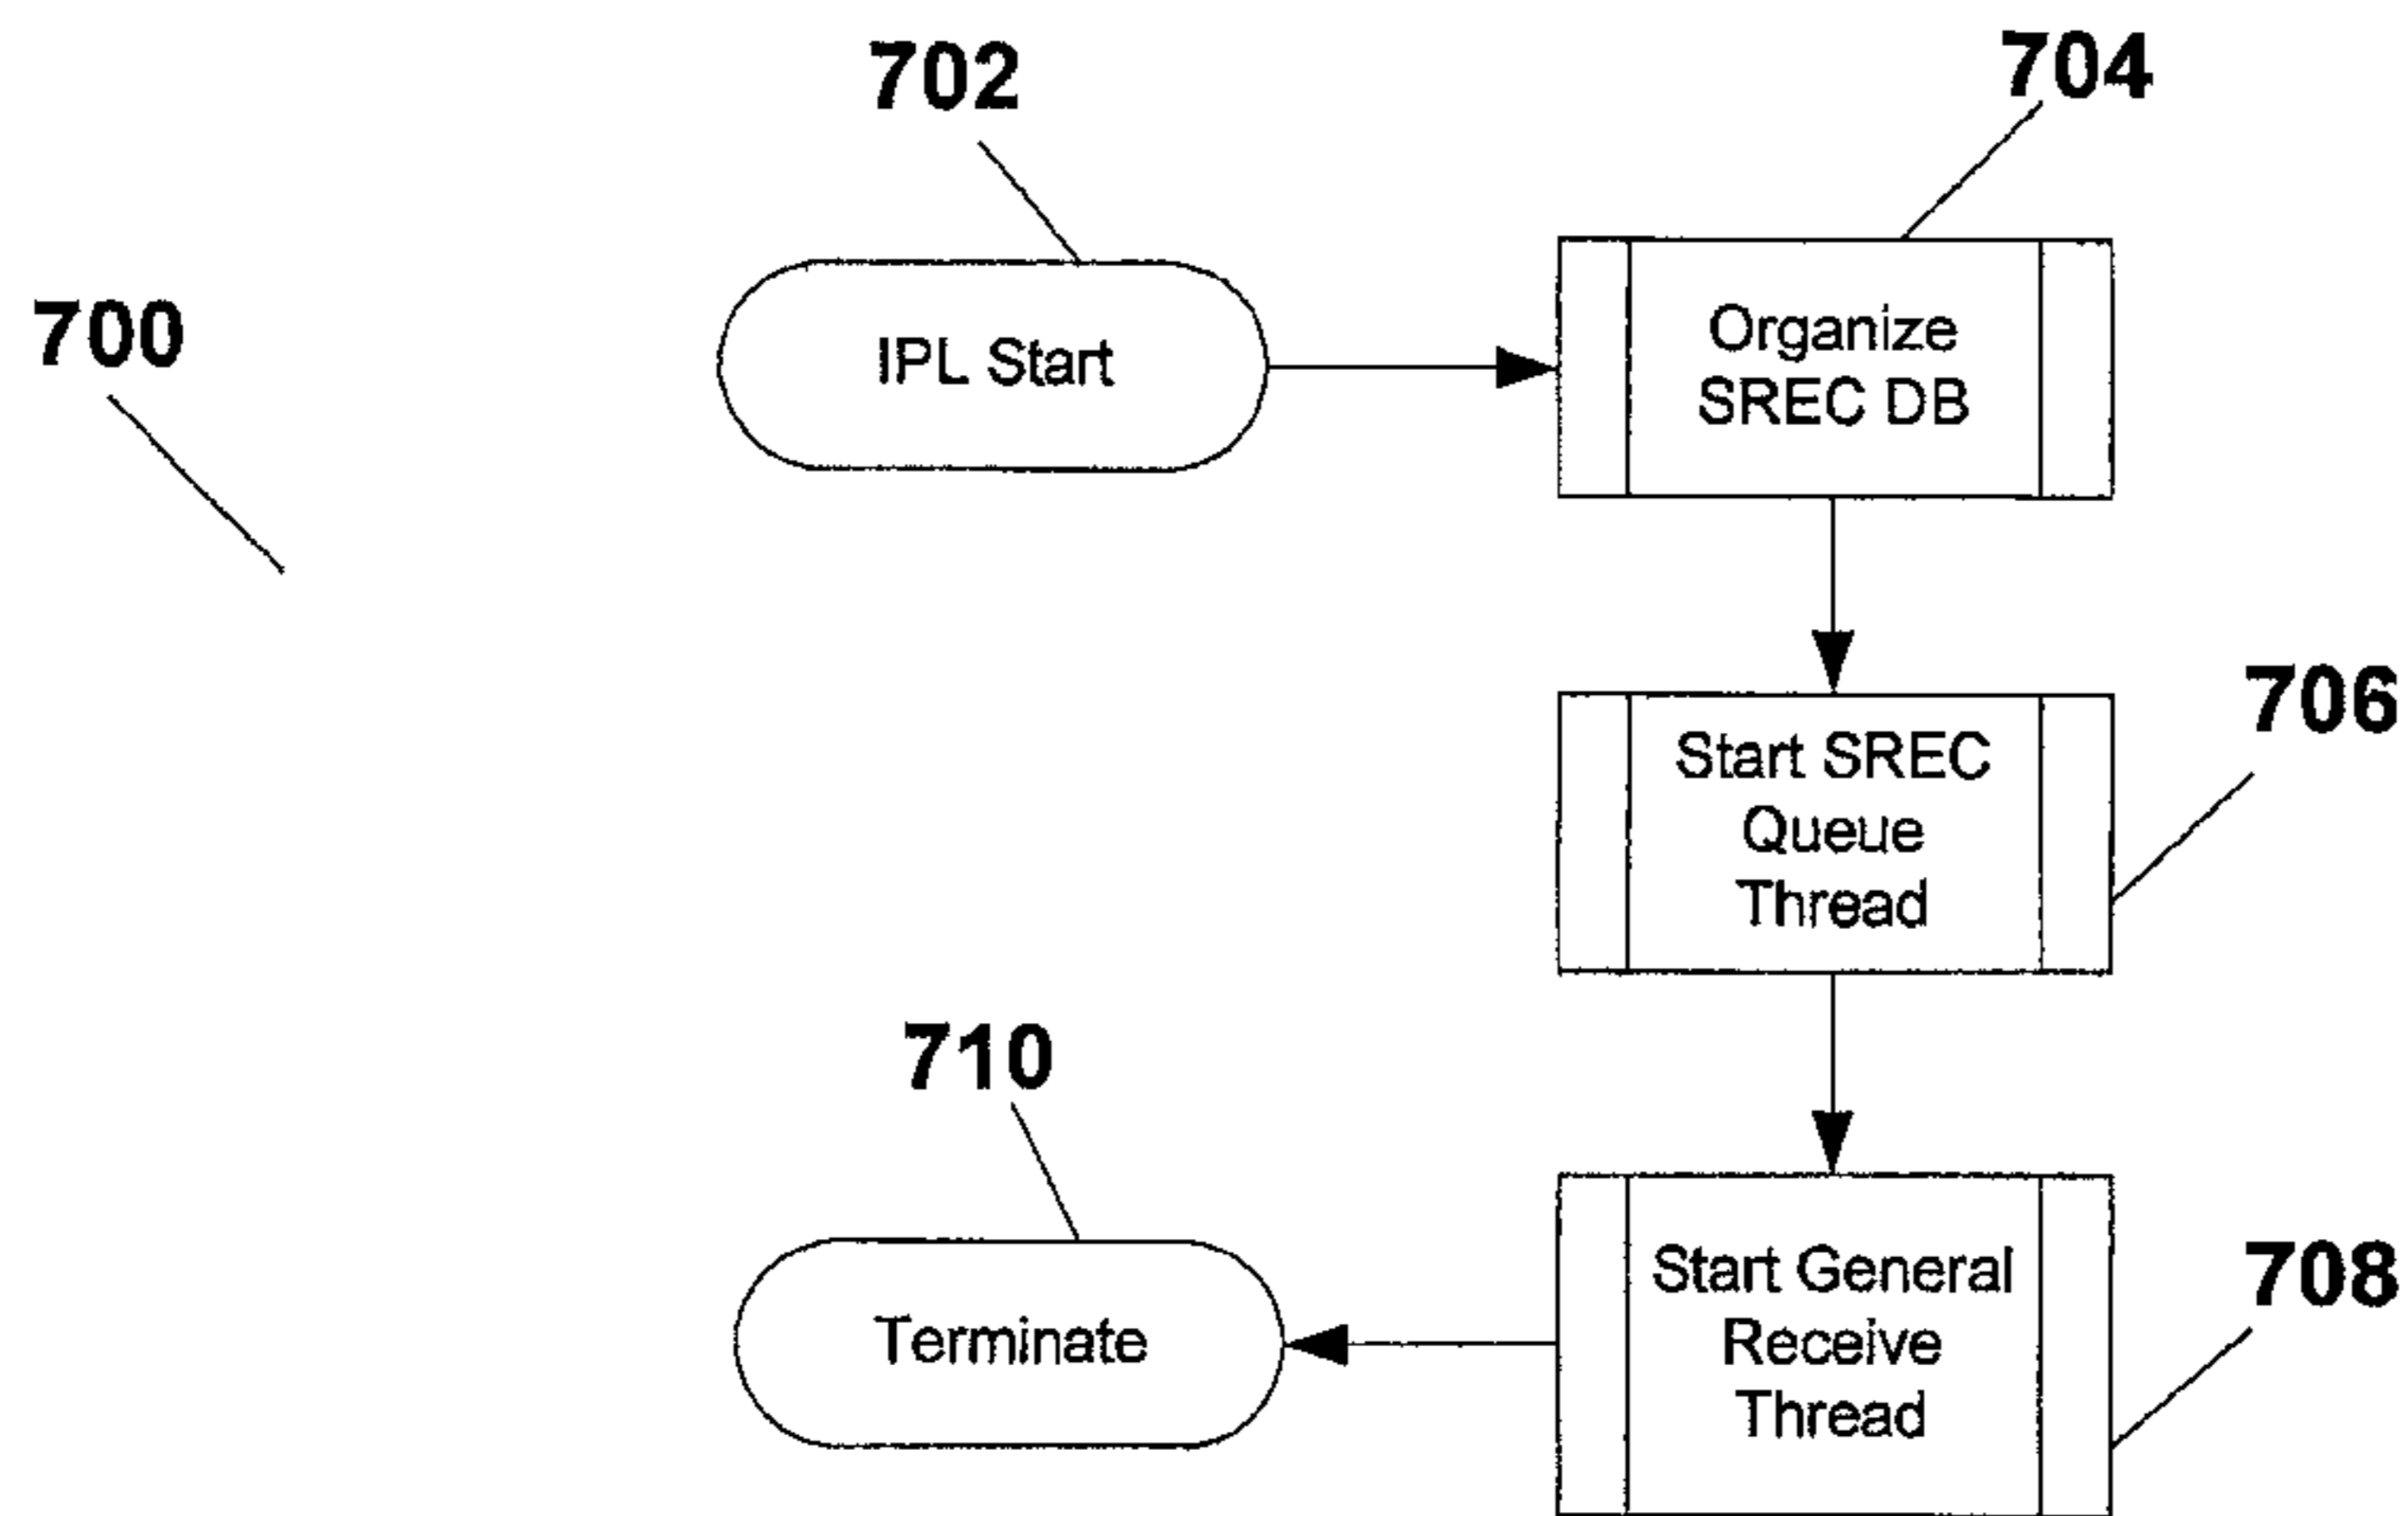 702
704
700
IPL Start
Organize
SREC DB
706
Start SREC
Queue
Thread
710
708
Terminate
Start General
Receive
Thread